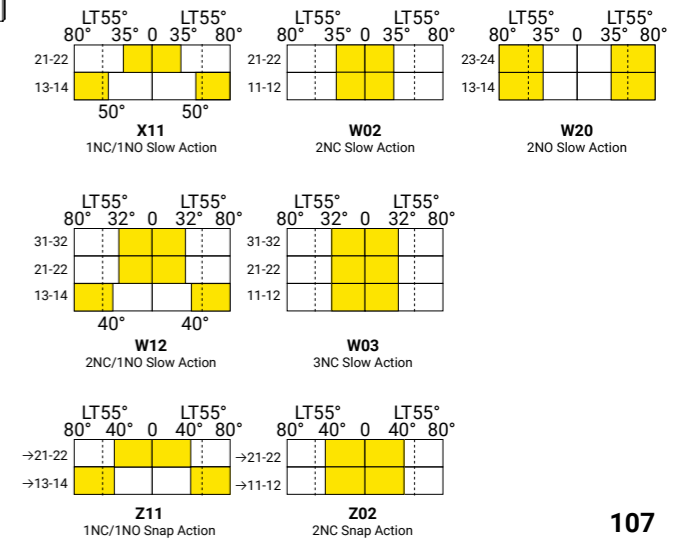 LT55° LT55°
80° 35° 0 35° 80°
21-22
13-14
50° 50°
X11
1NC/1NO Slow Action
LT55° LT55°
80° 35° 0 35° 80°
21-22
11-12
W02
2NC Slow Action
LT55° LT55°
80° 35° 0 35° 80°
23-24
13-14
W20
2NO Slow Action
LT55° LT55°
80° 32° 0 32° 80°
31-32
21-22
13-14
40° 40°
W12
2NC/1NO Slow Action
LT55° LT55°
80° 32° 0 32° 80°
31-32
21-22
11-12
W03
3NC Slow Action
LT55° LT55°
80° 40° 0 40° 80°
→21-22
→13-14
Z11
1NC/1NO Snap Action
LT55° LT55°
80° 40° 0 40° 80°
→21-22
→11-12
Z02
2NC Snap Action
107